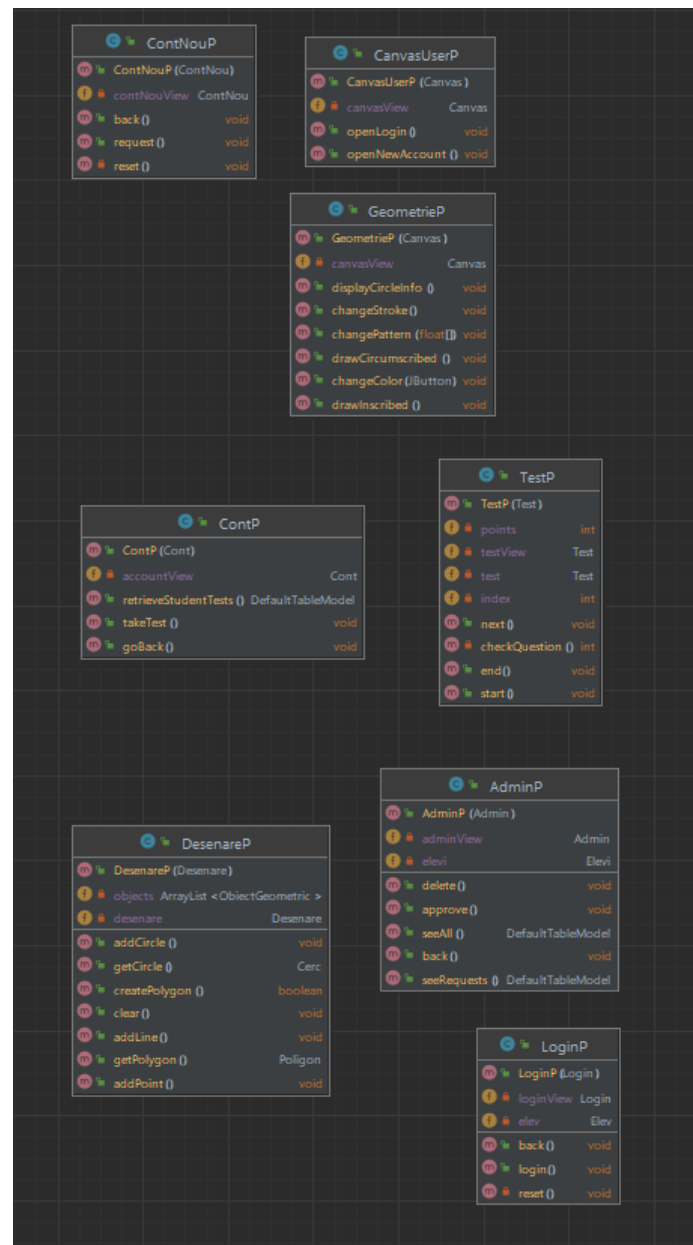 ContNouP
ContNouP (ContNou)
contNouView ContNou
back() void
request() void
reset() void
CanvasUserP
CanvasUserP (Canvas)
canvasView Canvas
openLogin() void
openNewAccount() void
GeometrieP
GeometrieP (Canvas)
canvasView Canvas
displayCircleInfo () void
changeStroke() void
changePattern (float[]) void
drawCircumscribed () void
changeColor(JButton) void
drawInscribed () void
TestP
TestP (Test)
points int
testView Test
test Test
index int
next() void
checkQuestion () int
end() void
start() void
ContP
ContP (Cont)
accountView Cont
retrieveStudentTests() DefaultTableModel
takeTest () void
goBack() void
AdminP
AdminP (Admin)
adminView Admin
elevi Elevi
delete() void
approve() void
seeAll () DefaultTableModel
back() void
seeRequests () DefaultTableModel
DesenareP
DesenareP (Desenare)
objects ArrayList <ObiectGeometric >
desenare Desenare
addCircle() void
getCircle() Cerc
createPolygon () boolean
clear() void
addLine() void
getPolygon () Poligon
addPoint() void
LoginP
LoginP (Login)
loginView Login
elev Elev
back() void
login() void
reset() void